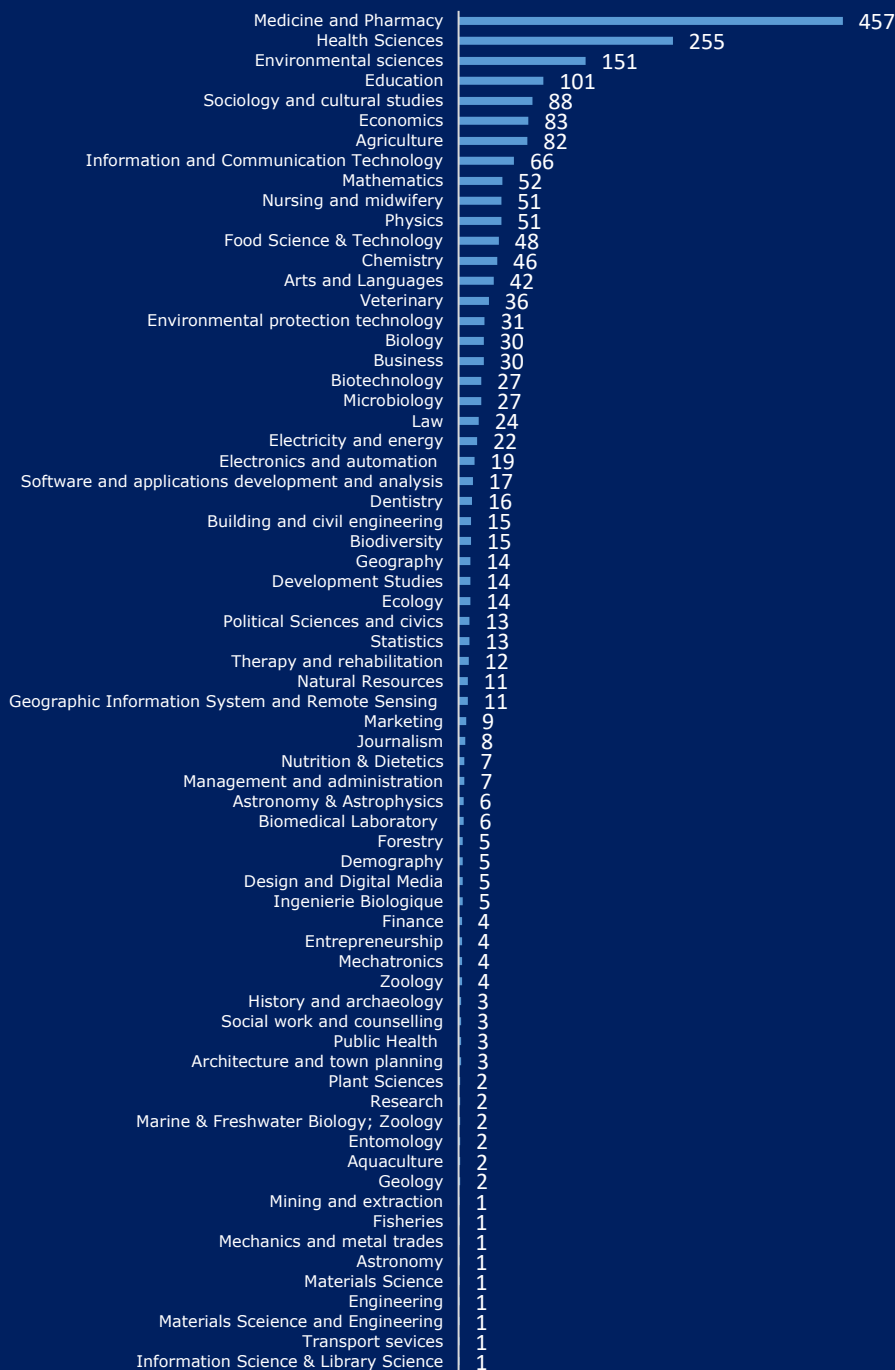 Medicine and Pharmacy 457
Health Sciences 255
Environmental sciences 151
Education 101
Sociology and cultural studies 88
Economics 83
Agriculture 82
Information and Communication Technology 66
Mathematics 52
Nursing and midwifery 51
Physics 51
Food Science & Technology 48
Chemistry 46
Arts and Languages 42
Veterinary 36
Environmental protection technology 31
Biology 30
Business 30
Biotechnology 27
Microbiology 27
Law 24
Electricity and energy 22
Electronics and automation 19
Software and applications development and analysis 17
Dentistry 16
Building and civil engineering 15
Biodiversity 15
Geography 14
Development Studies 14
Ecology 14
Political Sciences and civics 13
Statistics 13
Therapy and rehabilitation 12
Natural Resources 11
Geographic Information System and Remote Sensing 11
Marketing 9
Journalism 8
Nutrition & Dietetics 7
Management and administration 7
Astronomy & Astrophysics 6
Biomedical Laboratory 6
Forestry 5
Demography 5
Design and Digital Media 5
Ingenierie Biologique 5
Finance 4
Entrepreneurship 4
Mechatronics 4
Zoology 4
History and archaeology 3
Social work and counselling 3
Public Health 3
Architecture and town planning 3
Plant Sciences 2
Research 2
Marine & Freshwater Biology; Zoology 2
Entomology 2
Aquaculture 2
Geology 2
Mining and extraction 1
Fisheries 1
Mechanics and metal trades 1
Astronomy 1
Materials Science 1
Engineering 1
Materials Sceience and Engineering 1
Transport sevices 1
Information Science & Library Science 1